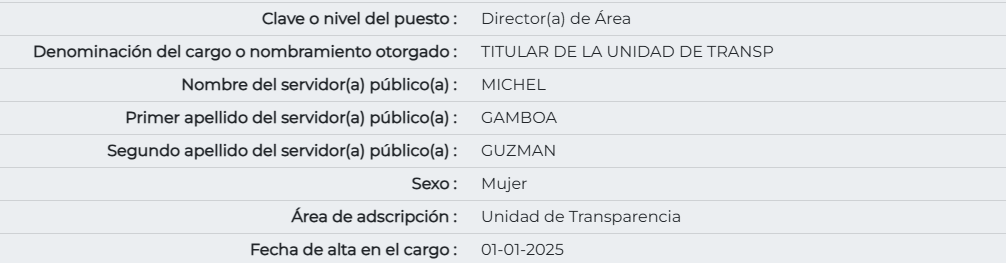 Clave o nivel del puesto : Director(a) de Área
Denominación del cargo o nombramiento otorgado : TITULAR DE LA UNIDAD DE TRANSP
Nombre del servidor(a) público(a) : MICHEL
Primer apellido del servidor(a) público(a) : GAMBOA
Segundo apellido del servidor(a) público(a) : GUZMAN
Sexo : Mujer
Área de adscripción : Unidad de Transparencia
Fecha de alta en el cargo : 01-01-2025